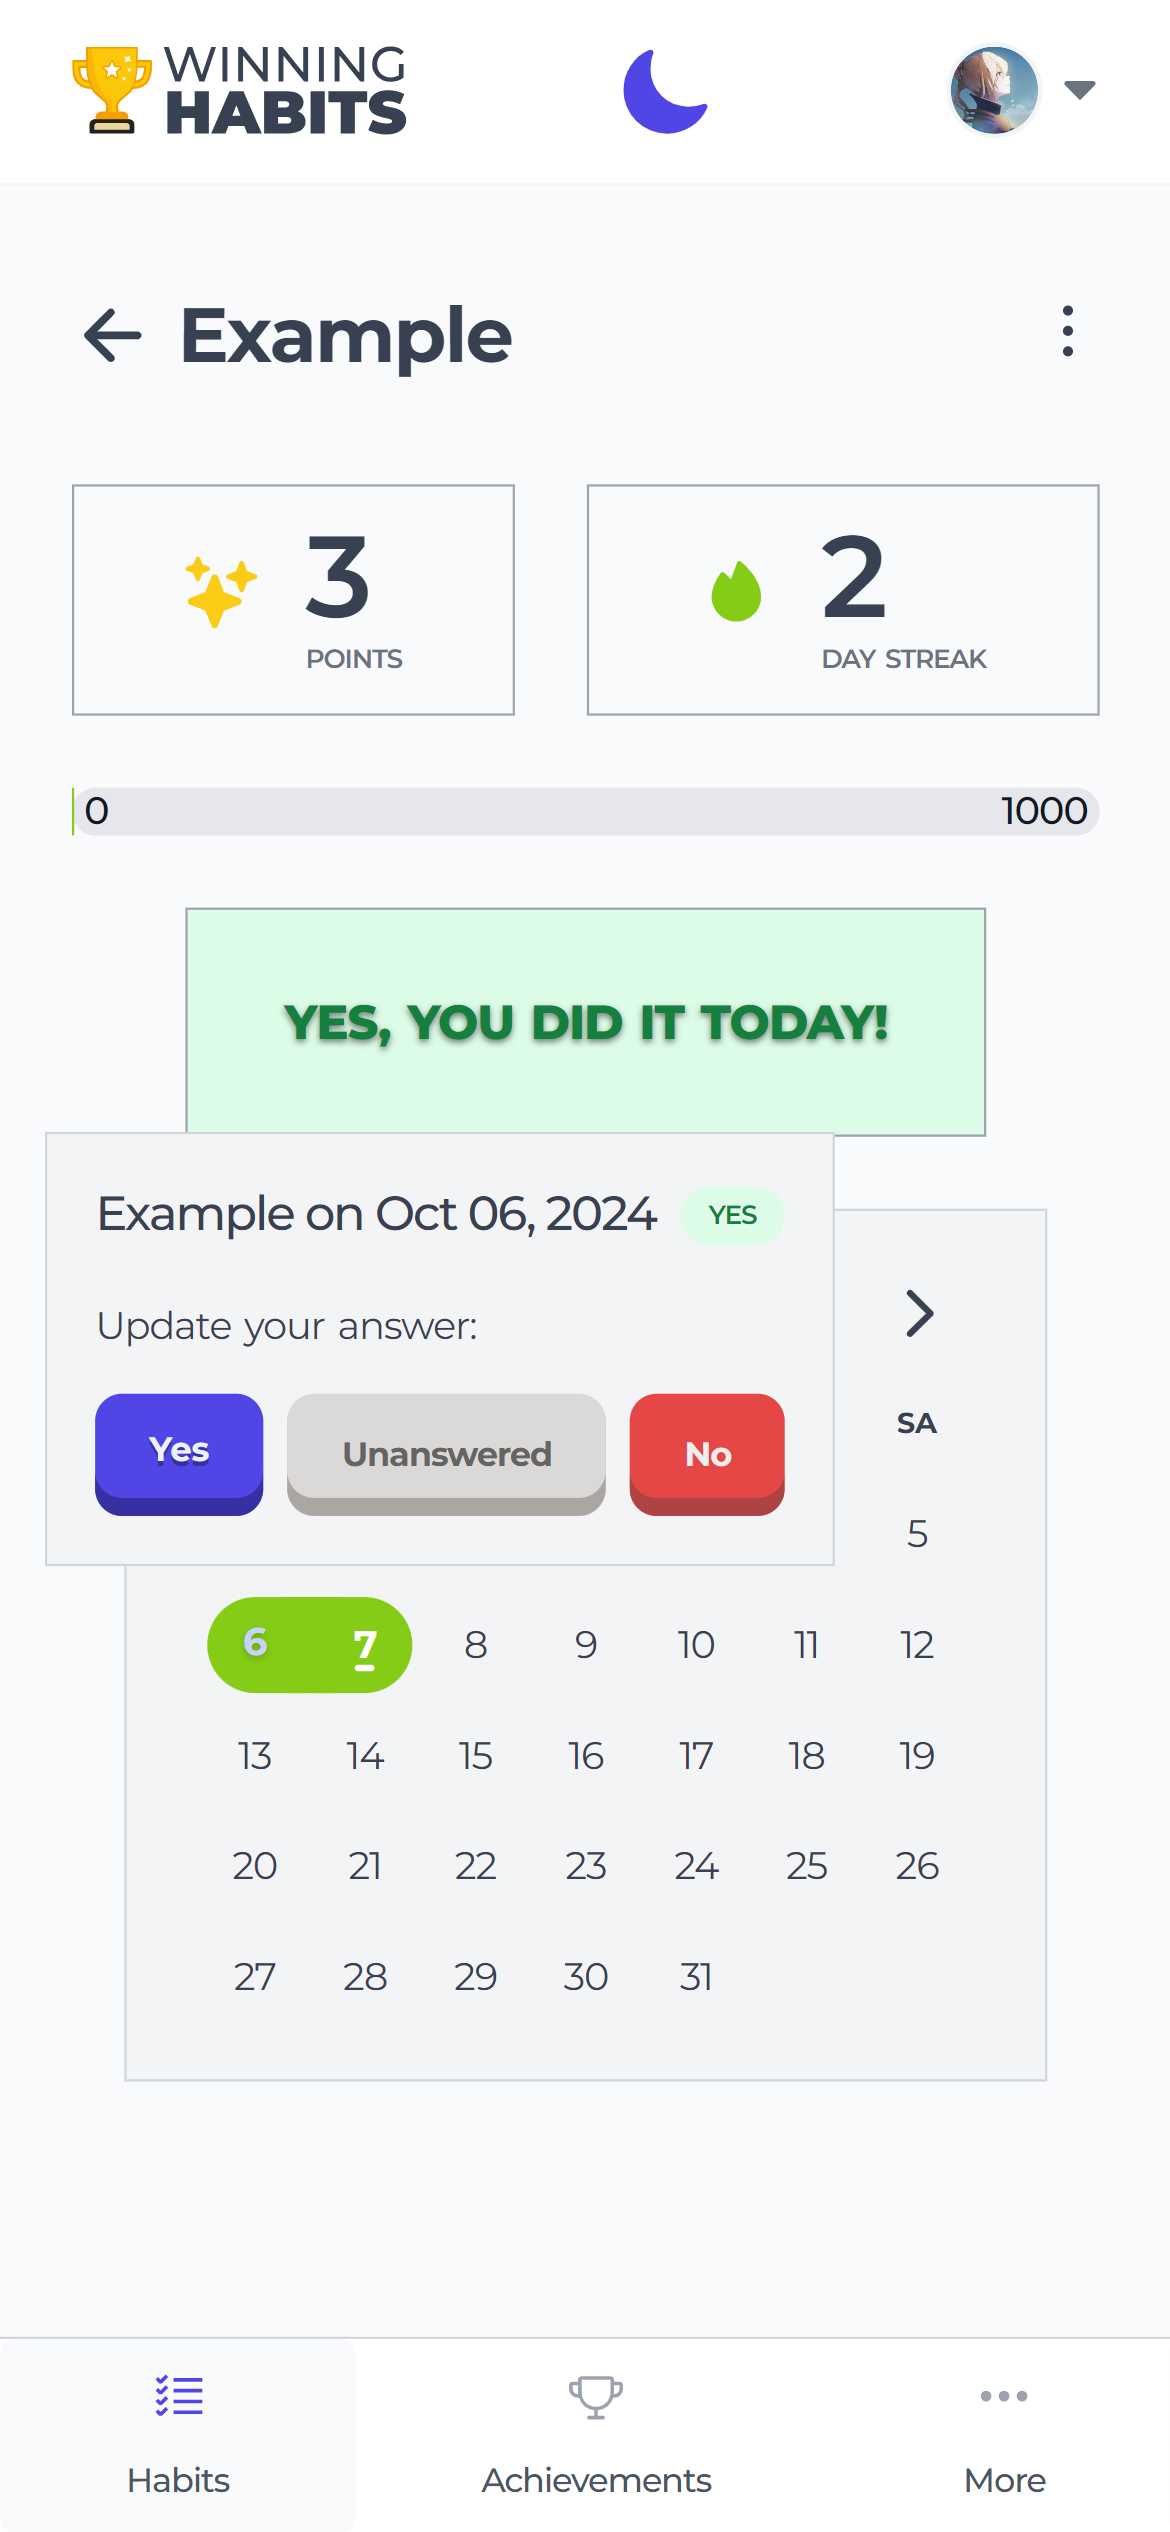 WINNING
HABITS
Example
3
POINTS
2
DAY STREAK
0 1000
YES, YOU DID IT TODAY!
Example on Oct 06, 2024 YES
Update your answer:
Yes Unanswered No
SA
5
6 7 8 9 10 11 12
13 14 15 16 17 18 19
20 21 22 23 24 25 26
27 28 29 30 31
Habits Achievements More